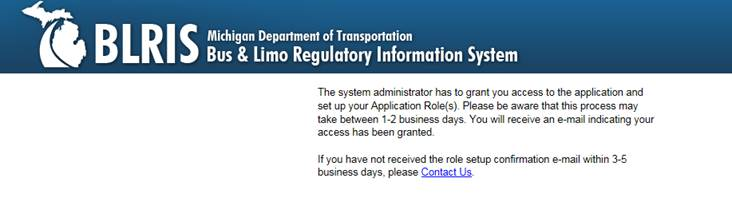 BLRIS
Michigan Department of Transportation
Bus & Limo Regulatory Information System
The system administrator has to grant you access to the application and
set up your Application Role(s). Please be aware that this process may
take between 1-2 business days. You will receive an e-mail indicating your
access has been granted.
If you have not received the role setup confirmation e-mail within 3-5
business days, please Contact Us.